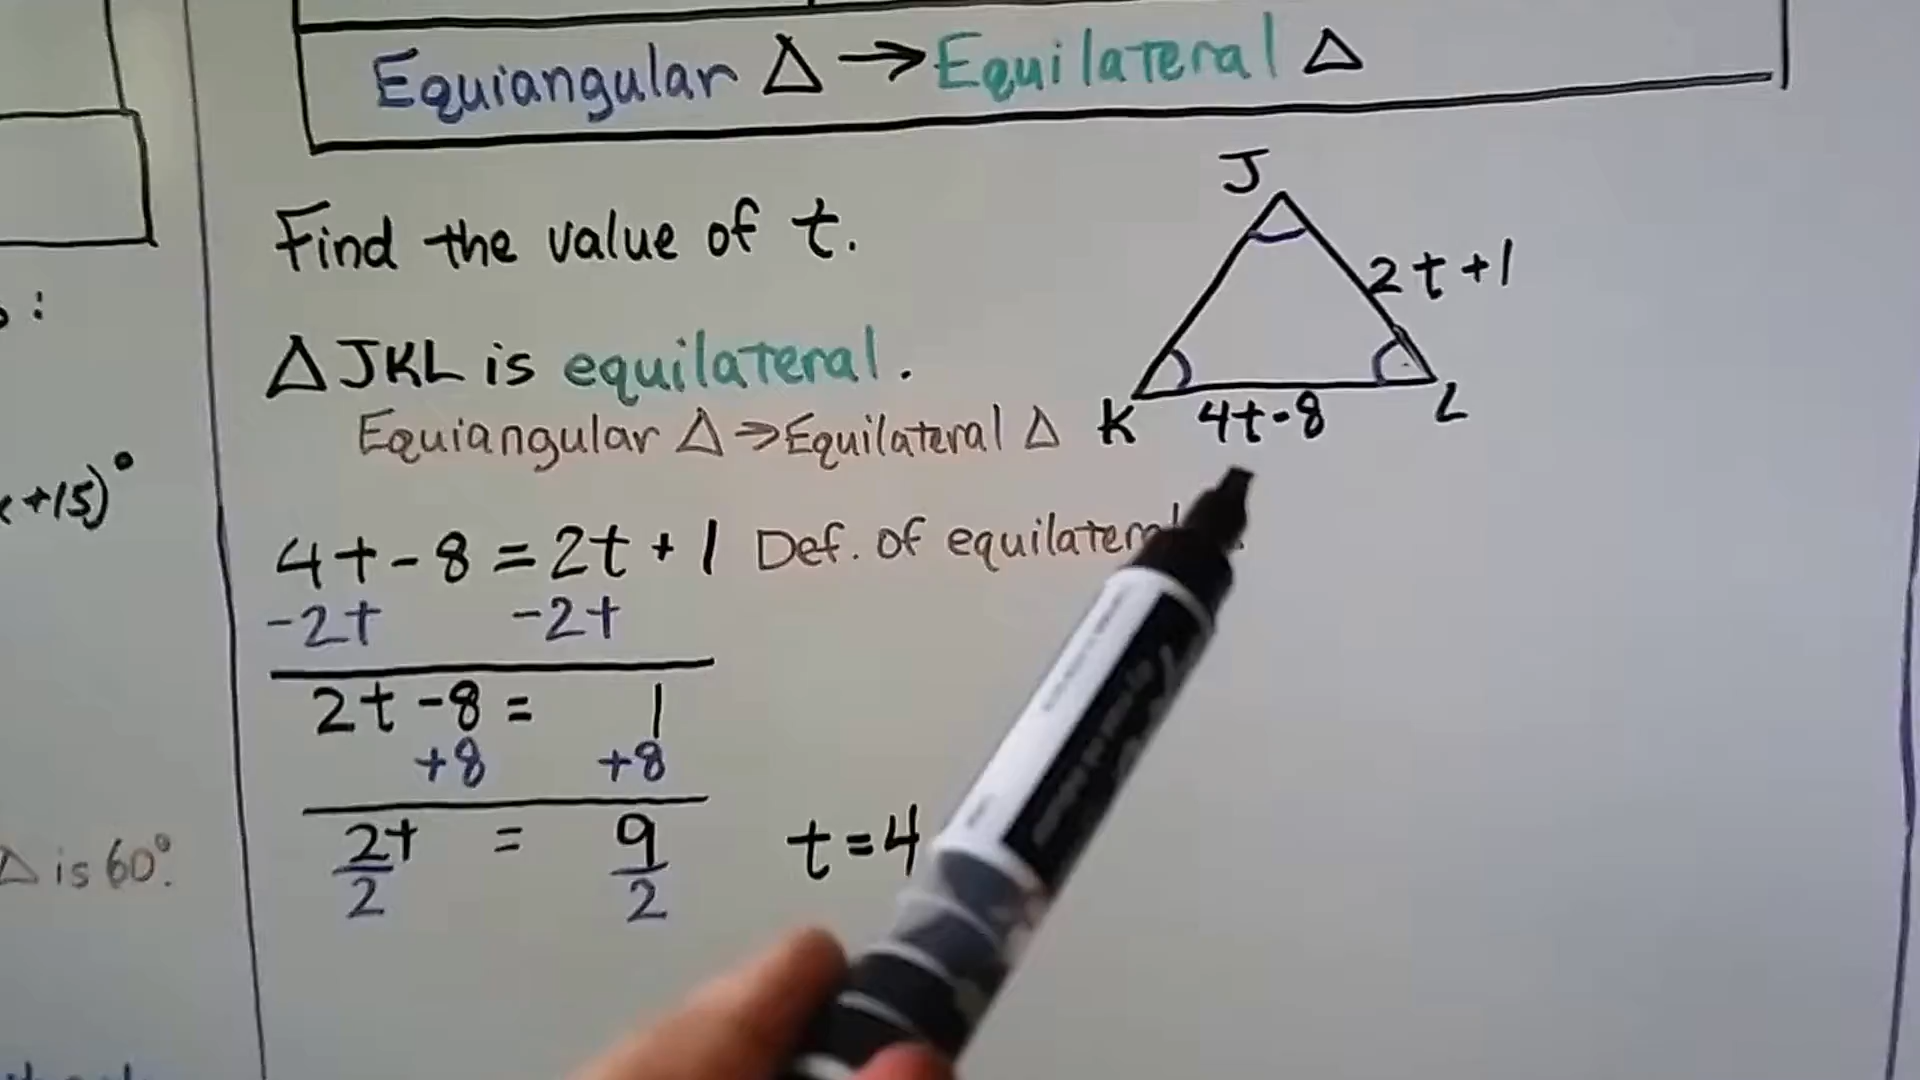 Equiangular △ → Equilateral △
Find the value of t.
J
2t+1
△JKL is equilateral.
K 4t-8 L
Equiangular △ → Equilateral △
+15)°
4t-8 = 2t+1 Def. of equilateral
-2t -2t
2t-8 = 1
+8 +8
2t/2 = 9/2
t=4
△ is 60°.